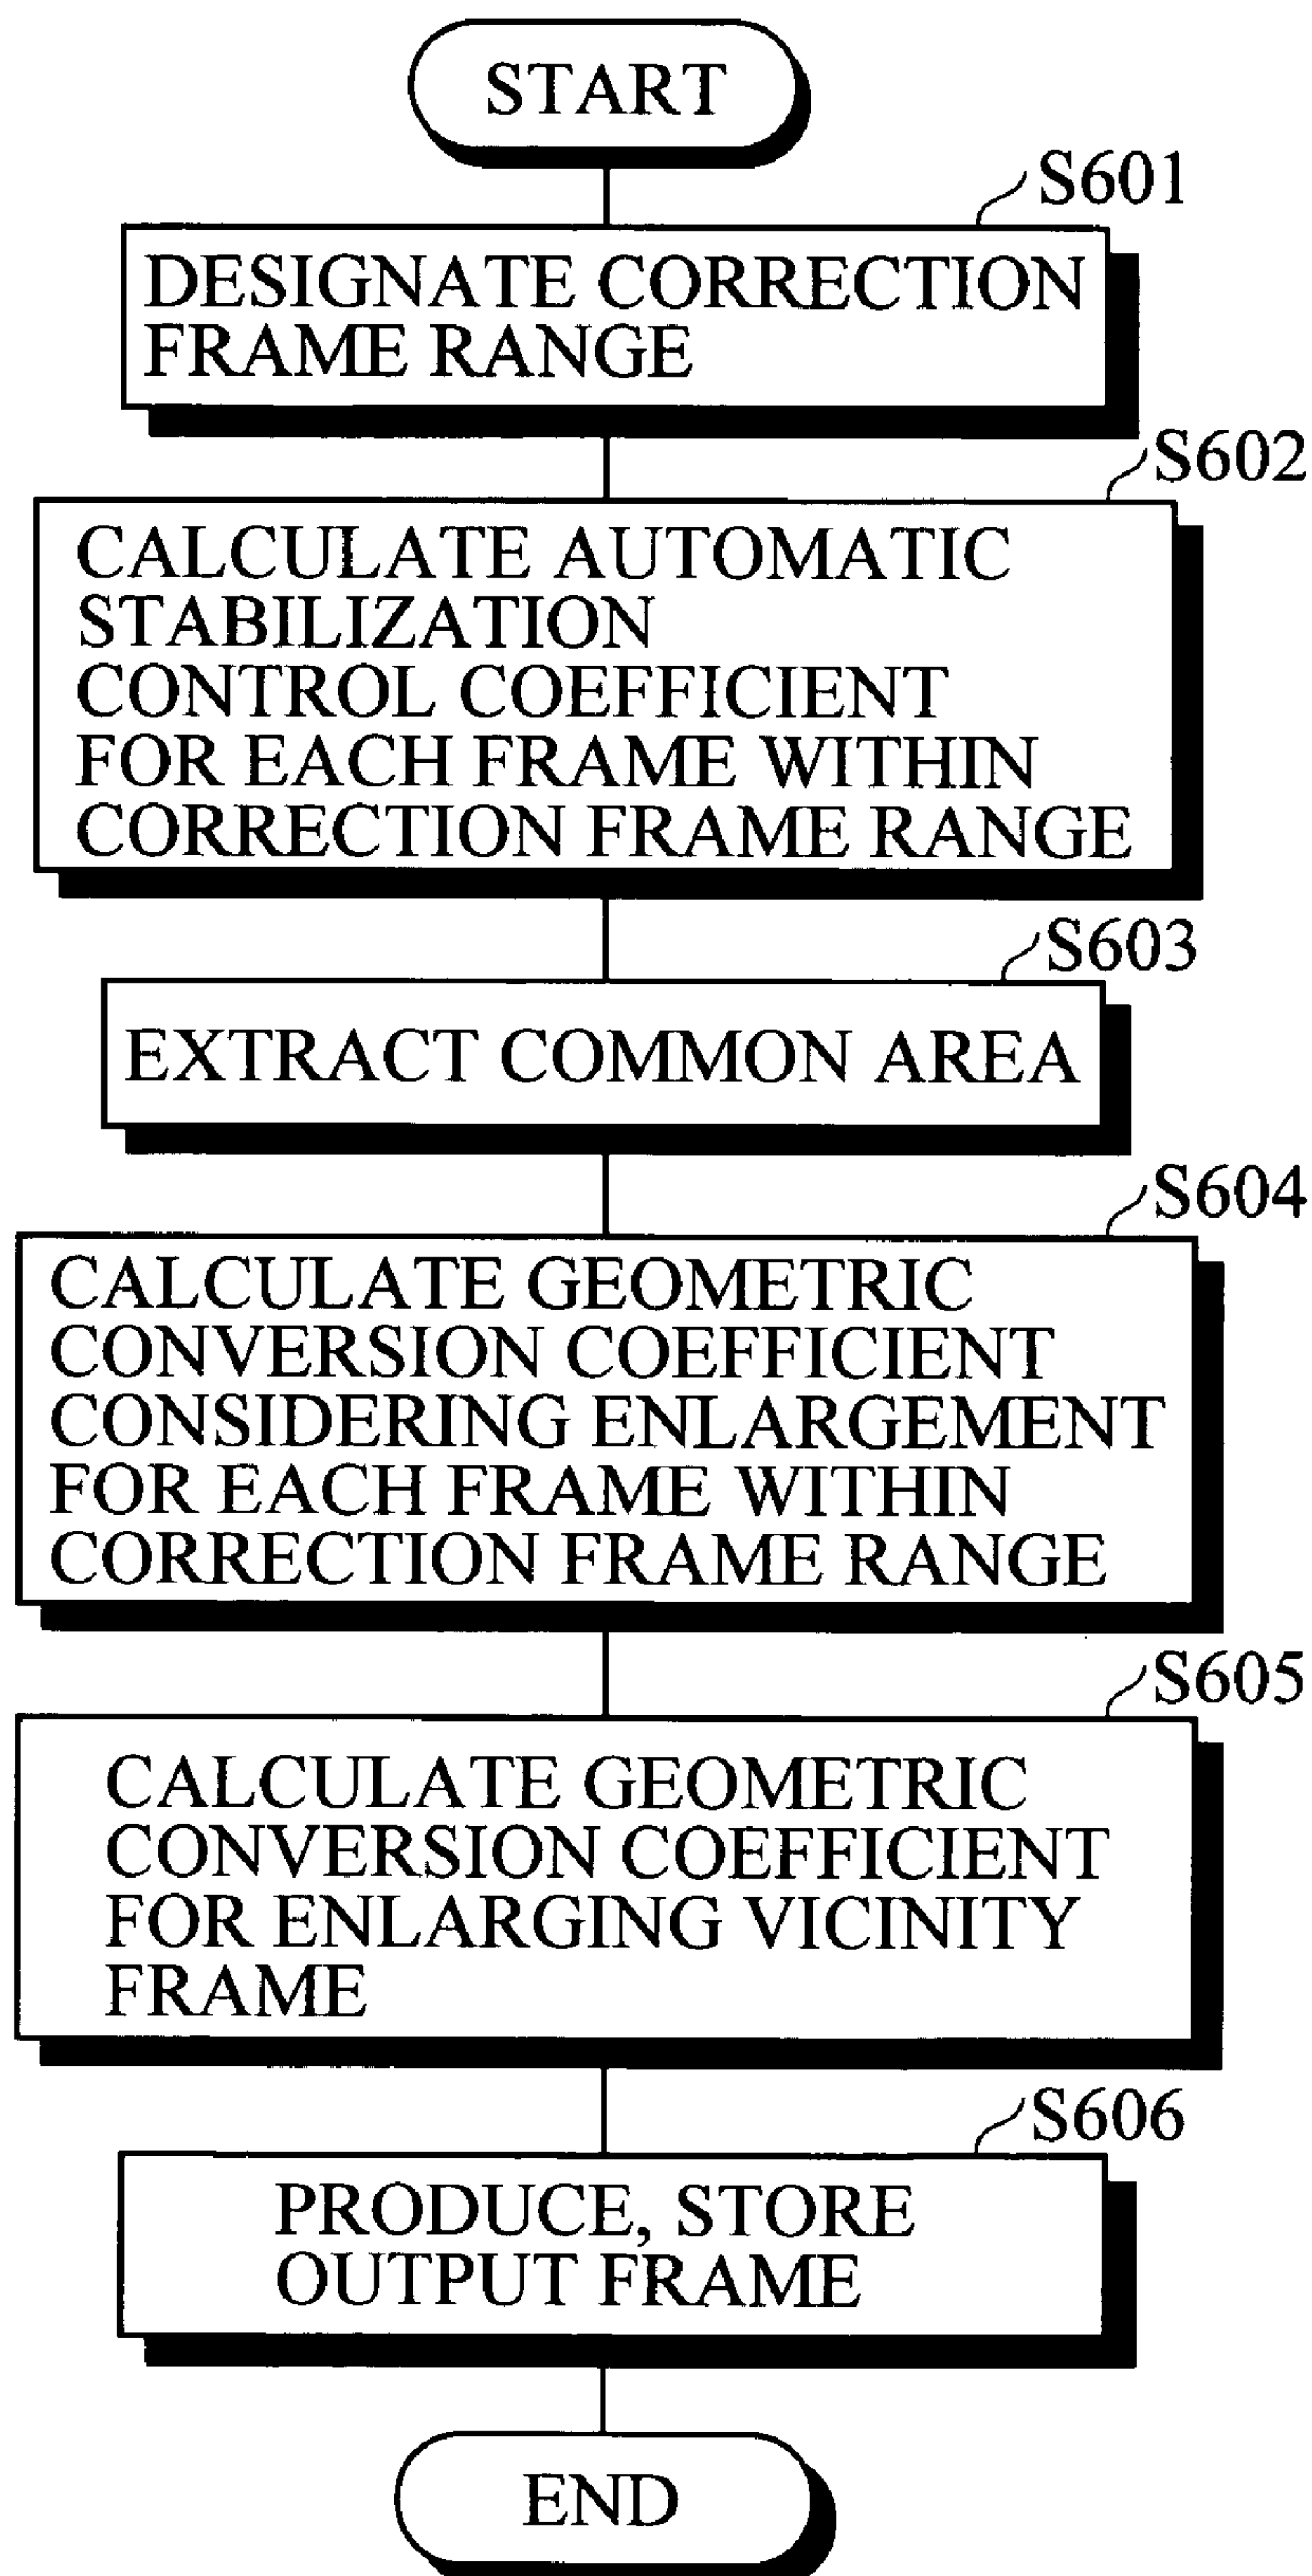 START
S601
DESIGNATE CORRECTION
FRAME RANGE
S602
CALCULATE AUTOMATIC
STABILIZATION
CONTROL COEFFICIENT
FOR EACH FRAME WITHIN
CORRECTION FRAME RANGE
S603
EXTRACT COMMON AREA
S604
CALCULATE GEOMETRIC
CONVERSION COEFFICIENT
CONSIDERING ENLARGEMENT
FOR EACH FRAME WITHIN
CORRECTION FRAME RANGE
S605
CALCULATE GEOMETRIC
CONVERSION COEFFICIENT
FOR ENLARGING VICINITY
FRAME
S606
PRODUCE, STORE
OUTPUT FRAME
END